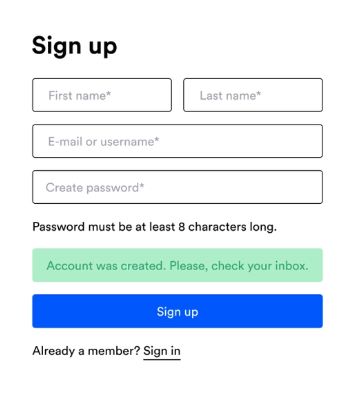 Sign up
First name*
Last name*
E-mail or username*
Create password*
Password must be at least 8 characters long.
Account was created. Please, check your inbox.
Sign up
Already a member? Sign in